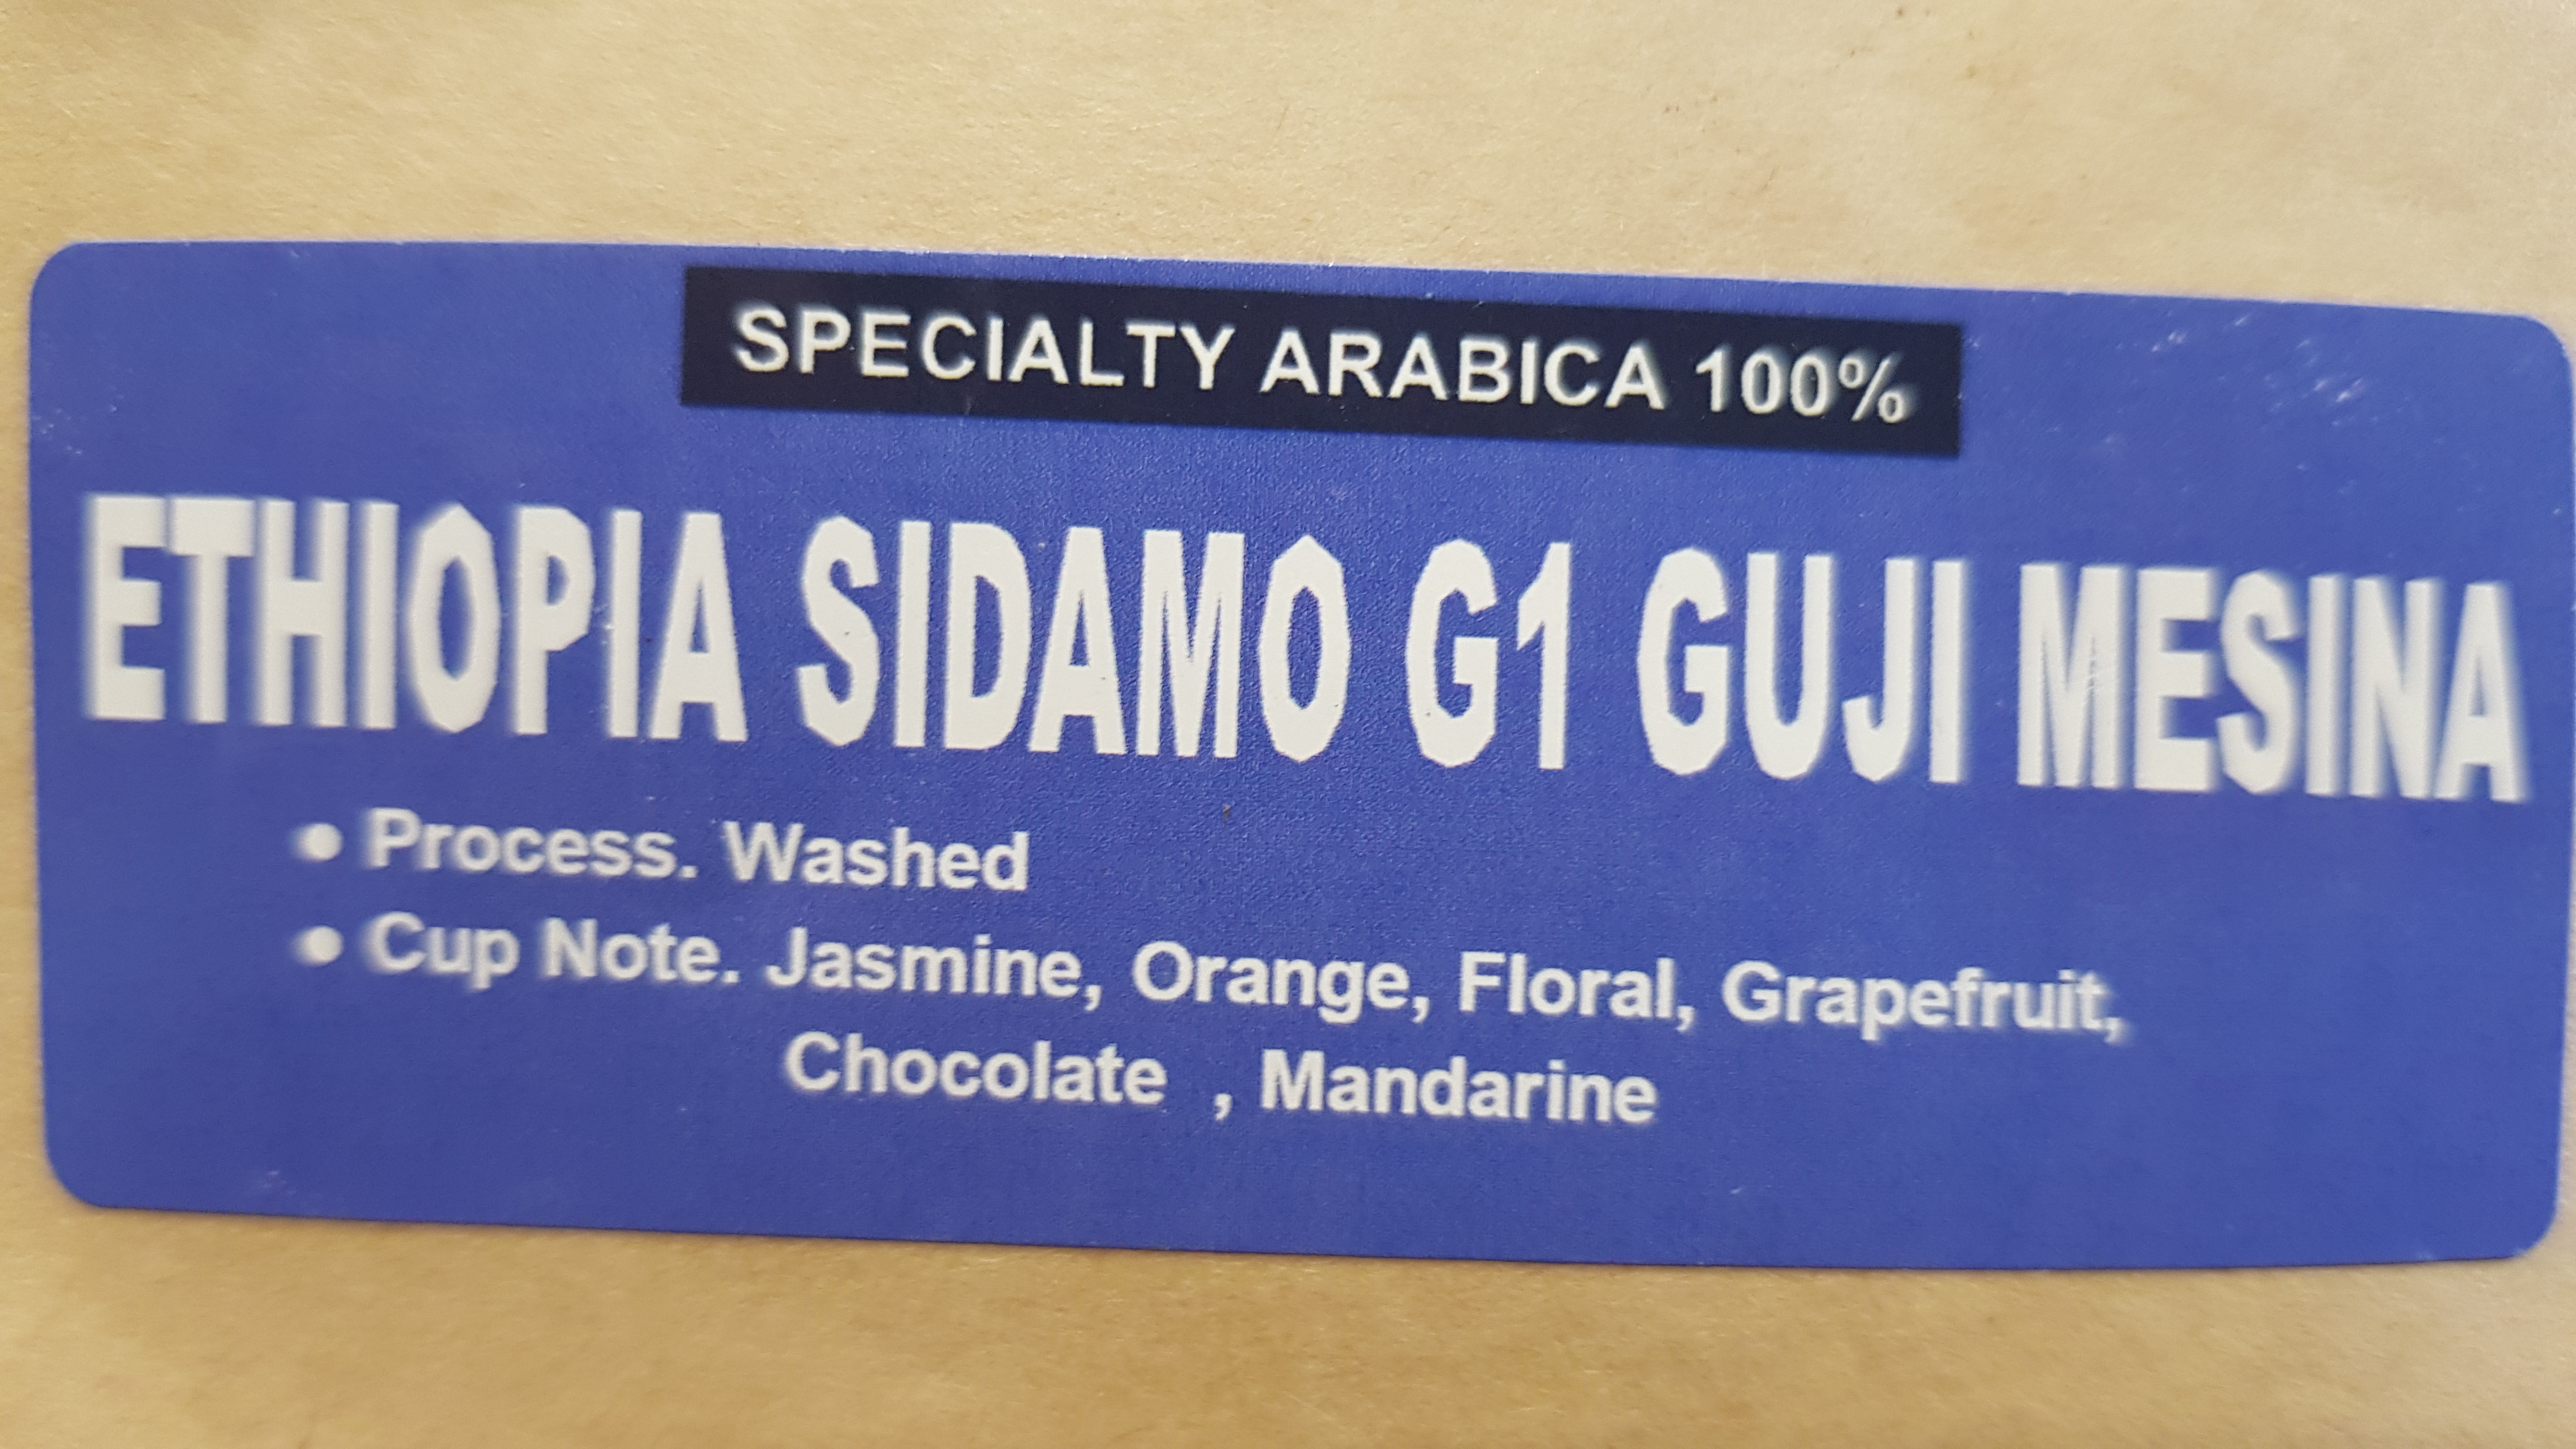 SPECIALTY ARABICA 100%
ETHIOPIA SIDAMO G1 GUJI MESINA
• Process. Washed
• Cup Note. Jasmine, Orange, Floral, Grapefruit,
Chocolate , Mandarine